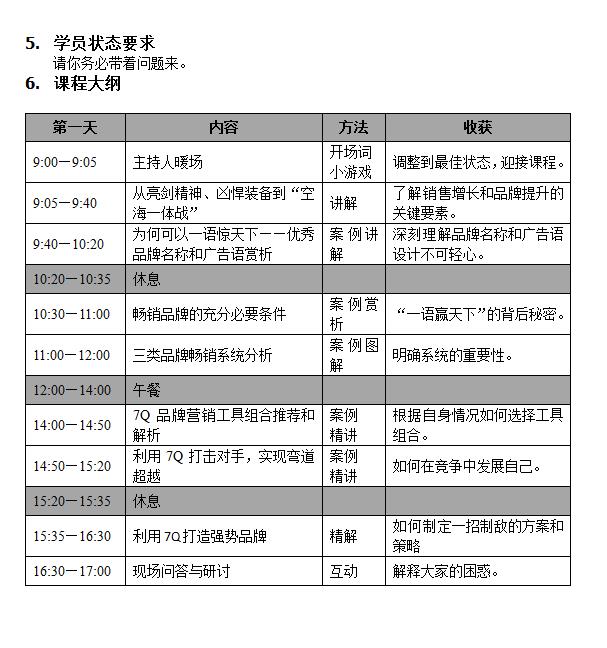 5. 学员状态要求
请你务必带着问题来。
6. 课程大纲
第一天 内容 方法 收获
9:00—9:05 主持人暖场 开场词 调整到最佳状态，迎接课程。
小游戏
9:05—9:40 从亮剑精神、凶悍装备到“空 讲解 了解销售增长和品牌提升的
海一体战” 关键要素。
9:40—10:20 为何可以一语惊天下——优秀 案例讲 深刻理解品牌名称和广告语
品牌名称和广告语赏析 解 设计不可轻心。
10:20—10:35 休息
10:30—11:00 畅销品牌的充分必要条件 案例赏 “一语赢天下”的背后秘密。
析
11:00—12:00 三类品牌畅销系统分析 案例图 明确系统的重要性。
解
12:00—14:00 午餐
14:00—14:50 7Q 品牌营销工具组合推荐和 案例 根据自身情况如何选择工具
解析 精讲 组合。
14:50—15:20 利用 7Q 打击对手，实现弯道 案例 如何在竞争中发展自己。
超越 精讲
15:20—15:35 休息
15:35—16:30 利用7Q打造强势品牌 精解 如何制定一招制敌的方案和
策略
16:30—17:00 现场问答与研讨 互动 解释大家的困惑。